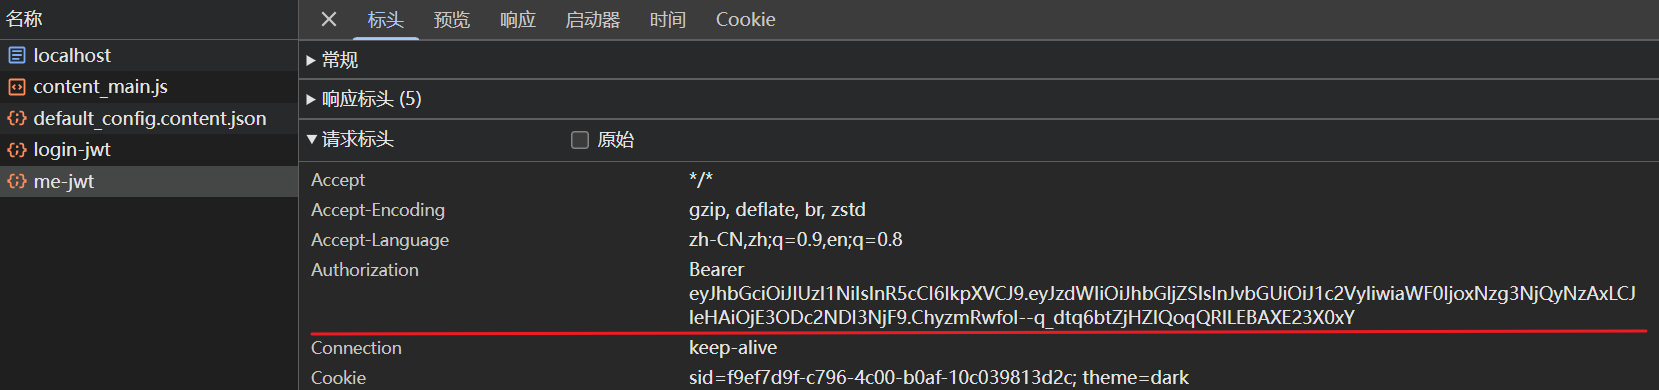 名称
标头 预览 响应 启动器 时间 Cookie
localhost
常规
content_main.js
响应标头 (5)
default_config.content.json
请求标头 原始
login-jwt
me-jwt
Accept */*
Accept-Encoding gzip, deflate, br, zstd
Accept-Language zh-CN,zh;q=0.9,en;q=0.8
Authorization Bearer
eyJhbGciOiJIUzI1NiIsInR5cCI6IkpXVCJ9.eyJzdWIiOiJhbGljZSIsInJvbGUiOiJ1c2VyIiwiaWF0IjoxNzg3NjQyNzAxLCJ
leHAiOjE3ODc2NDI3NjF9.ChyzmRwfoI--q_dtq6btZjHZIQoqQRILEBAXE23X0xY
Connection keep-alive
Cookie sid=f9ef7d9f-c796-4c00-b0af-10c039813d2c; theme=dark